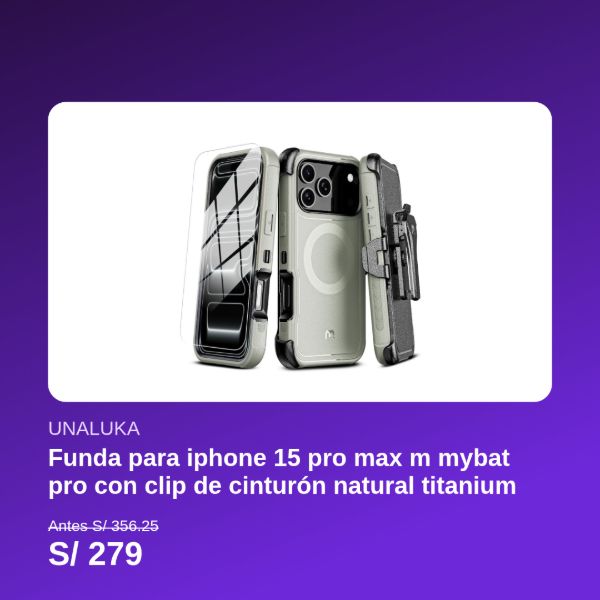 UNALUKA
Funda para iphone 15 pro max m mybat
pro con clip de cinturón natural titanium
Antes S/ 356.25
S/ 279